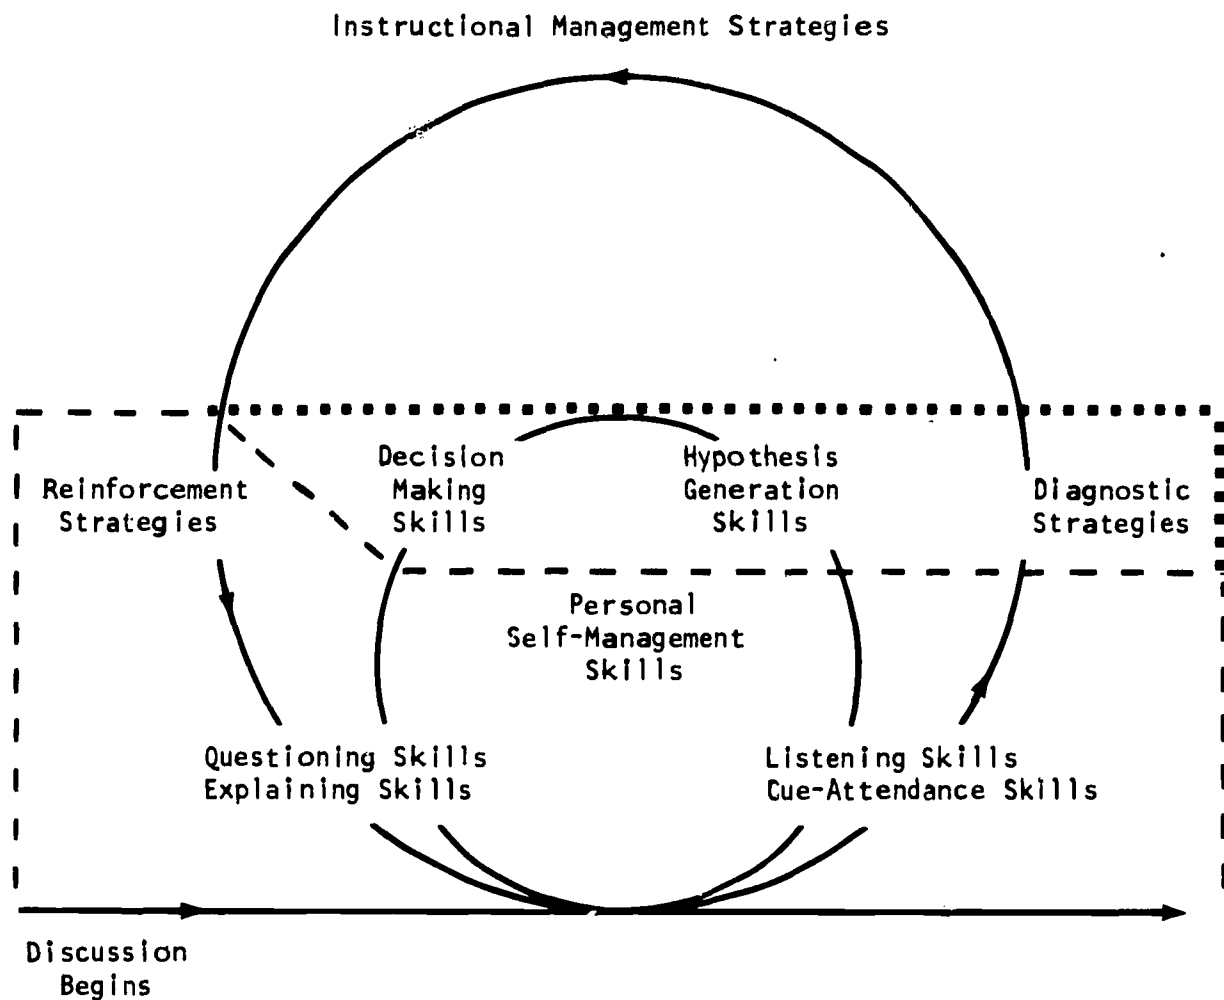 Instructional Management Strategies
Decision
Making
Skills
Hypothesis
Generation
Skills
Reinforcement
Strategies
Diagnostic
Strategies
Personal
Self-Management
Skills
Questioning Skills
Explaining Skills
Listening Skills
Cue-Attendance Skills
Discussion
Begins